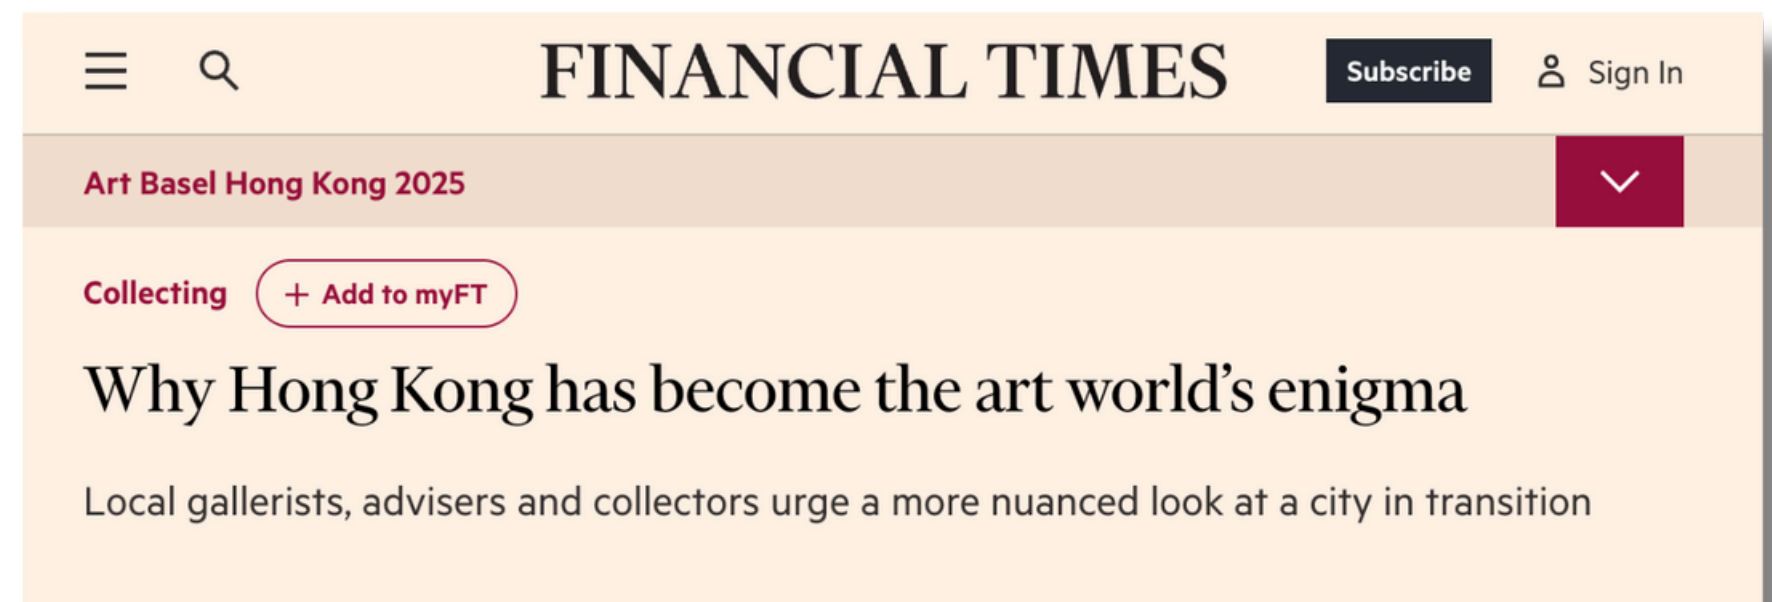 FINANCIAL TIMES
Subscribe
Sign In
Art Basel Hong Kong 2025
Collecting
+ Add to myFT
Why Hong Kong has become the art world’s enigma
Local gallerists, advisers and collectors urge a more nuanced look at a city in transition